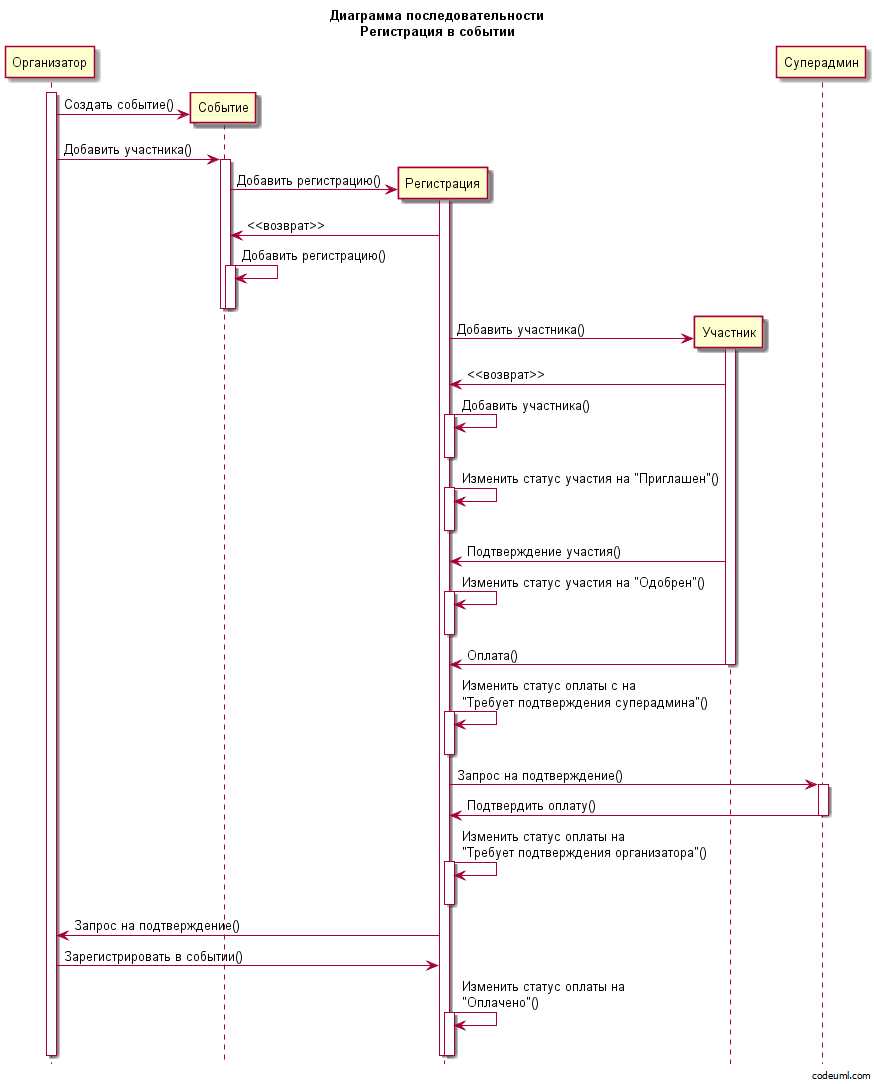 Диаграмма последовательности
Регистрация в событии
Организатор
Суперадмин
Создать событие()
Событие
Добавить участника()
Добавить регистрацию()
Регистрация
<<возврат>>
Добавить регистрацию()
Добавить участника()
Участник
<<возврат>>
Добавить участника()
Изменить статус участия на "Приглашен"()
Подтверждение участия()
Изменить статус участия на "Одобрен"()
Оплата()
Изменить статус оплаты с на
"Требует подтверждения суперадмина"()
Запрос на подтверждение()
Подтвердить оплату()
Изменить статус оплаты на
"Требует подтверждения организатора"()
Запрос на подтверждение()
Зарегистрировать в событии()
Изменить статус оплаты на
"Оплачено"()
codeuml.com